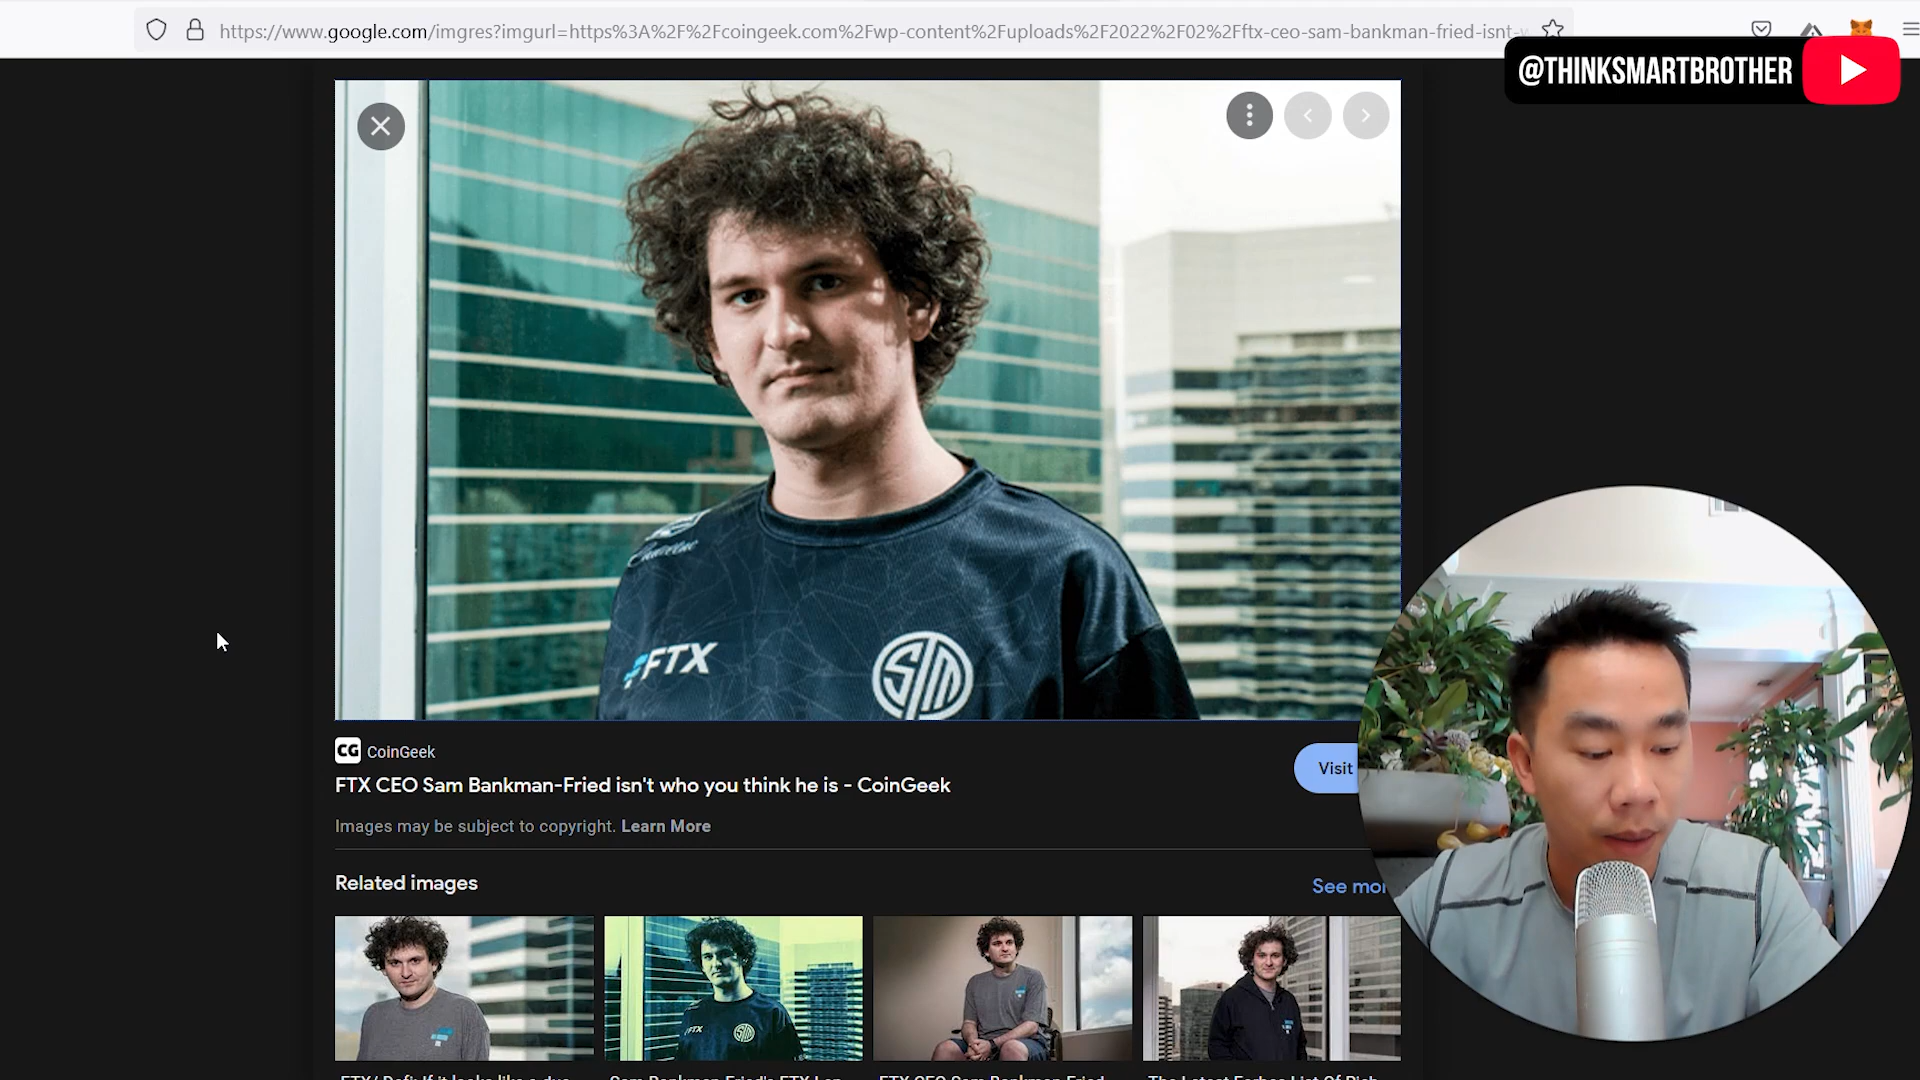 https://www.google.com/imgres?imgurl=https%3A%2F%2Fcoingeek.com%2Fwp-content%2Fuploads%2F2022%2F02%2Fftx-ceo-sam-bankman-fried-isnt-w
@THINKSMARTBROTHER
FTX
CG CoinGeek
Visit
FTX CEO Sam Bankman-Fried isn't who you think he is - CoinGeek
Images may be subject to copyright. Learn More
Related images
See mor
FTX